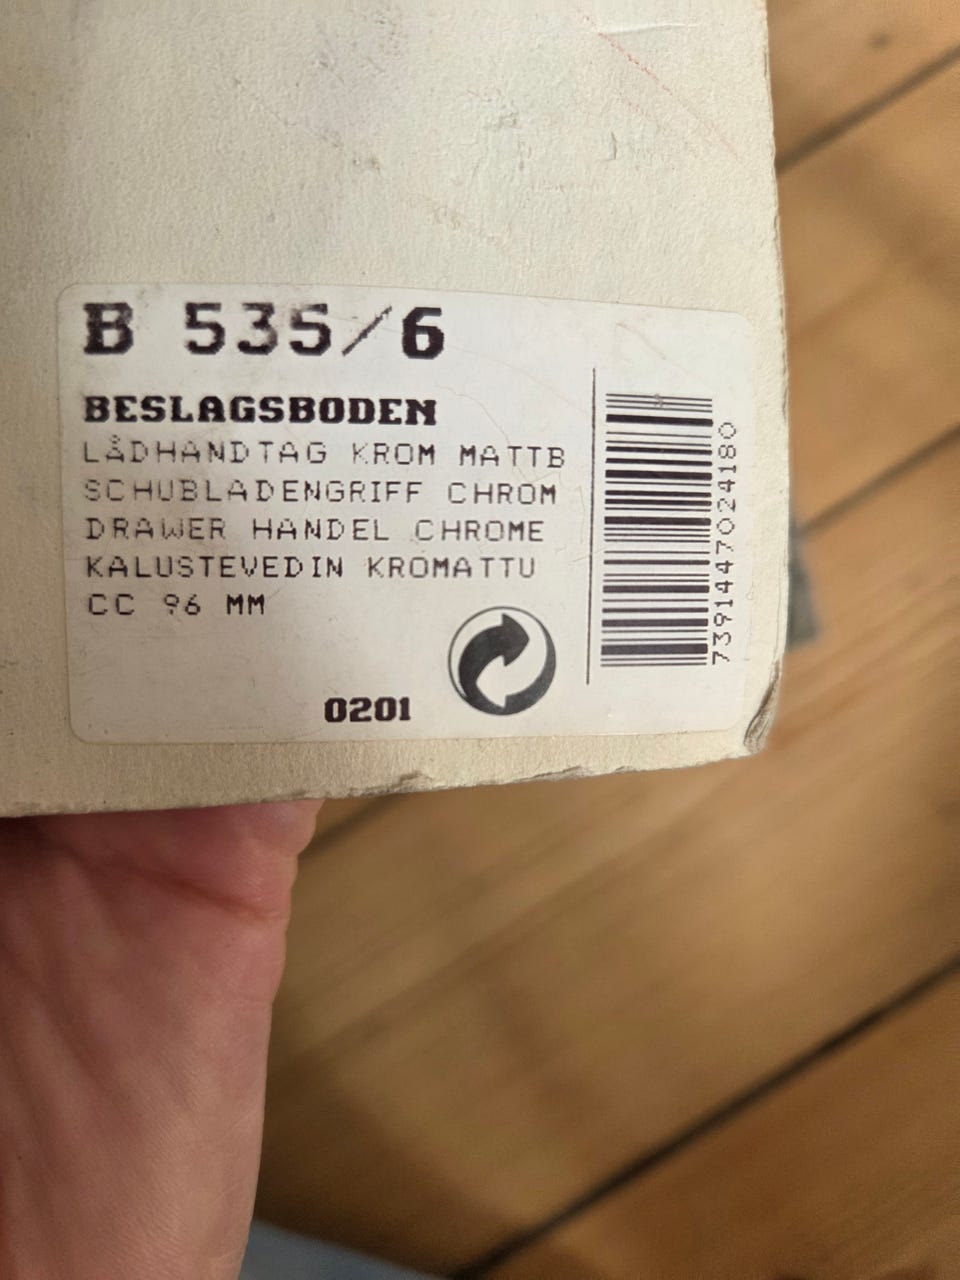 B 535/6
BESLAGSBODEN
LÅDHANDTAG KROM MATTB
SCHUBLADENGRIFF CHROM
DRAWER HANDEL CHROME
KALUSTEVEDIN KROMATTU
CC 96 MM
0201
7391447024180